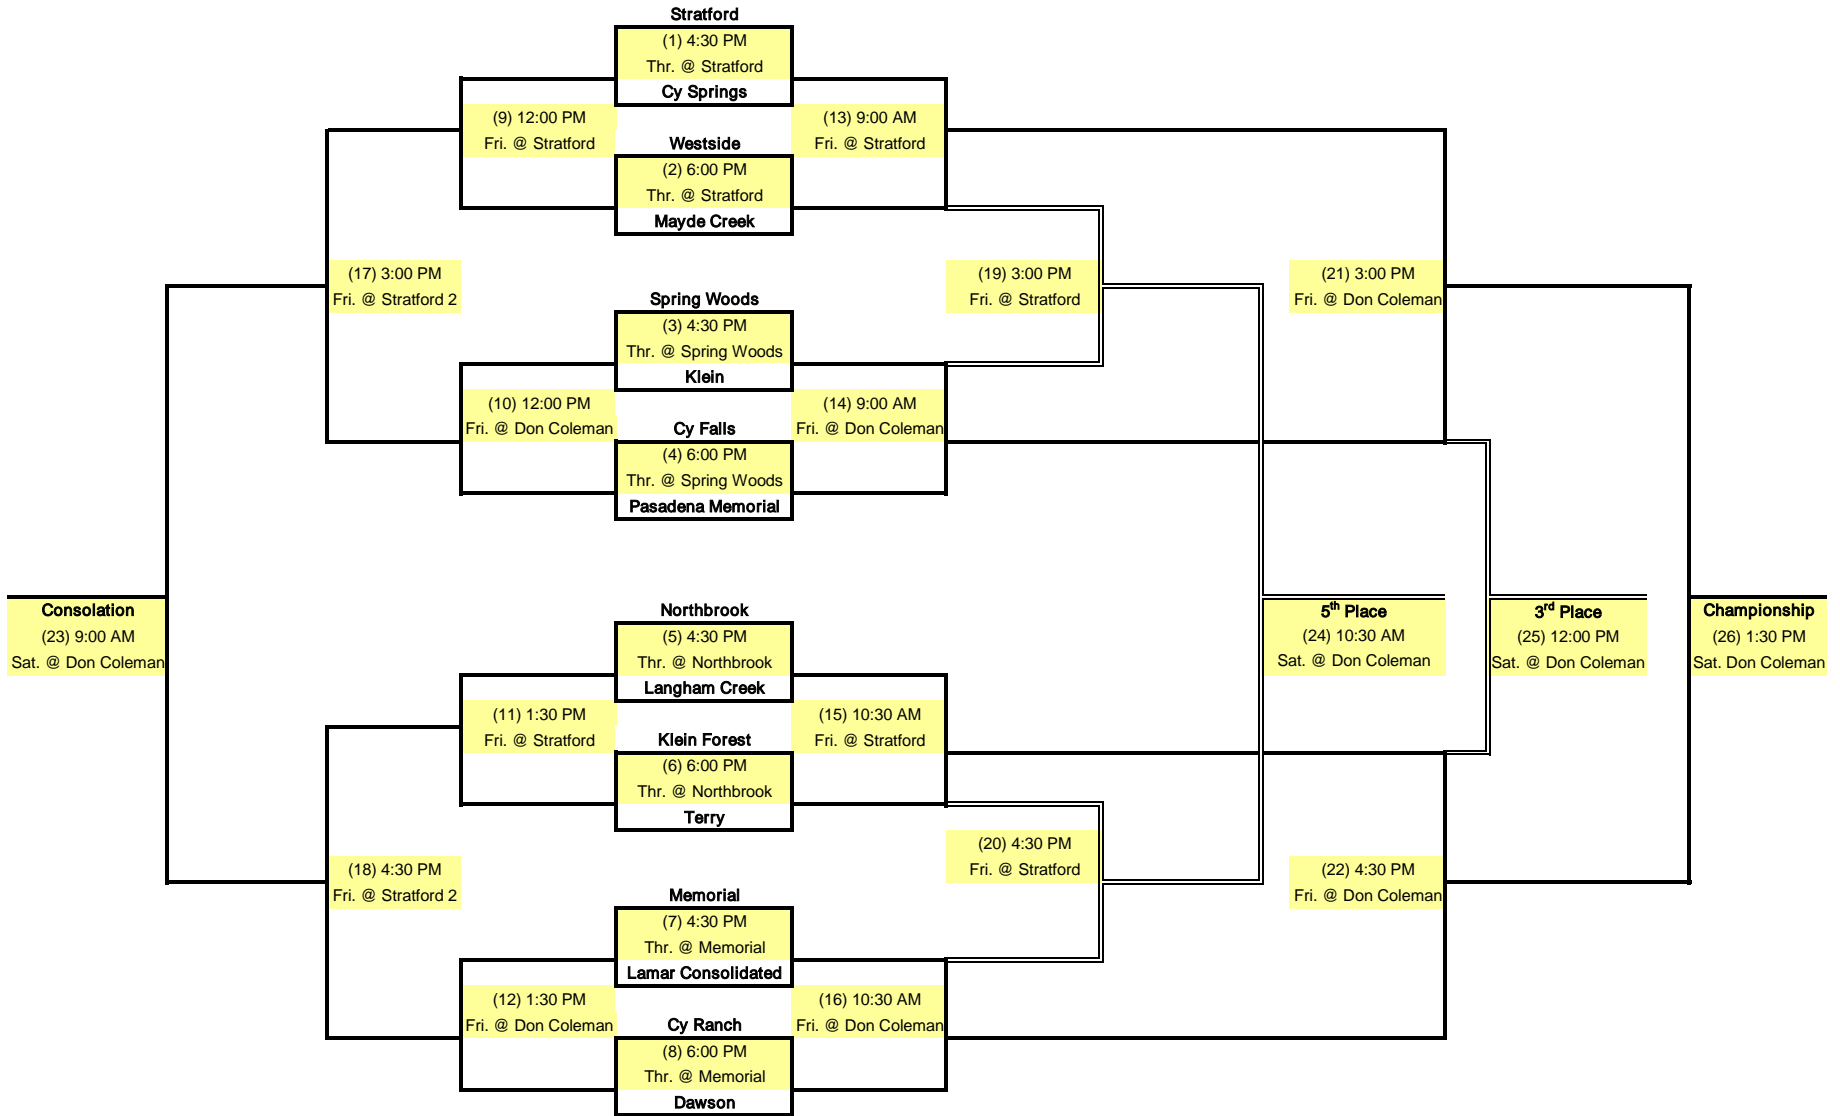 Stratford
(1) 4:30 PM
Thr. @ Stratford
Cy Springs
(9) 12:00 PM
Fri. @ Stratford
(13) 9:00 AM
Fri. @ Stratford
Westside
(2) 6:00 PM
Thr. @ Stratford
Mayde Creek
(17) 3:00 PM
Fri. @ Stratford 2
(19) 3:00 PM
Fri. @ Stratford
(21) 3:00 PM
Fri. @ Don Coleman
Spring Woods
(3) 4:30 PM
Thr. @ Spring Woods
Klein
(10) 12:00 PM
Fri. @ Don Coleman
(14) 9:00 AM
Fri. @ Don Coleman
Cy Falls
(4) 6:00 PM
Thr. @ Spring Woods
Pasadena Memorial
Consolation
(23) 9:00 AM
Sat. @ Don Coleman
Northbrook
(5) 4:30 PM
Thr. @ Northbrook
Langham Creek
5th Place
(24) 10:30 AM
Sat. @ Don Coleman
3rd Place
(25) 12:00 PM
Sat. @ Don Coleman
Championship
(26) 1:30 PM
Sat. Don Coleman
(11) 1:30 PM
Fri. @ Stratford
(15) 10:30 AM
Fri. @ Stratford
Klein Forest
(6) 6:00 PM
Thr. @ Northbrook
Terry
(18) 4:30 PM
Fri. @ Stratford 2
(20) 4:30 PM
Fri. @ Stratford
(22) 4:30 PM
Fri. @ Don Coleman
Memorial
(7) 4:30 PM
Thr. @ Memorial
Lamar Consolidated
(12) 1:30 PM
Fri. @ Don Coleman
(16) 10:30 AM
Fri. @ Don Coleman
Cy Ranch
(8) 6:00 PM
Thr. @ Memorial
Dawson